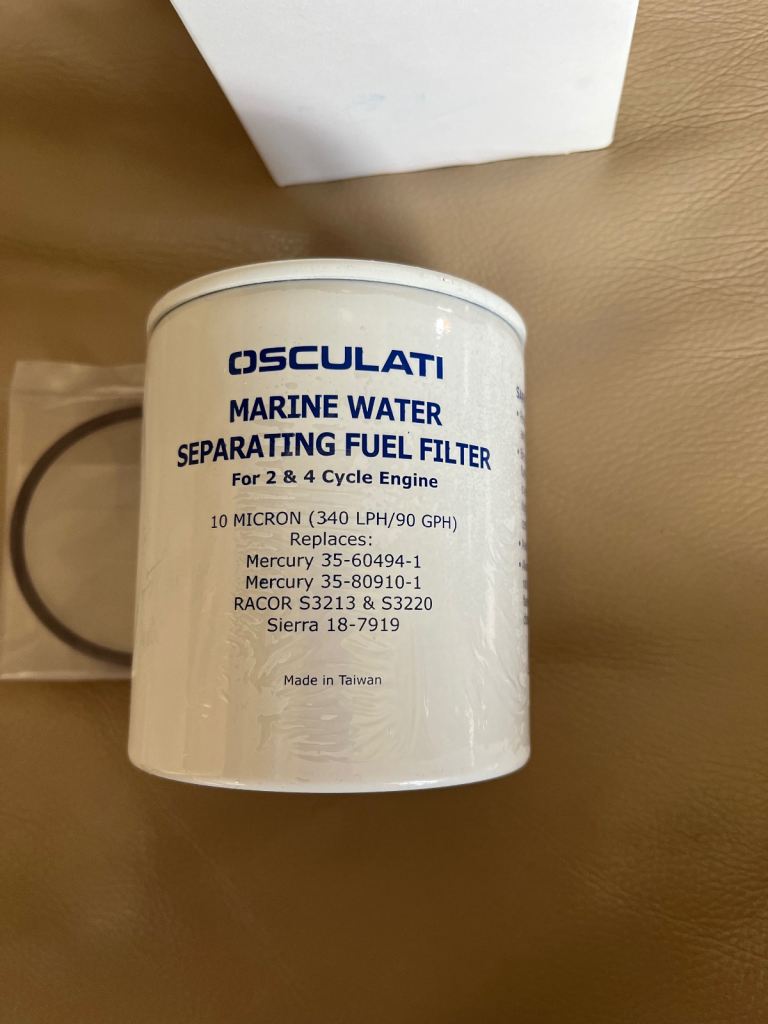 OSCULATI
MARINE WATER
SEPARATING FUEL FILTER
For 2 & 4 Cycle Engine
10 MICRON (340 LPH/90 GPH)
Replaces:
Mercury 35-60494-1
Mercury 35-80910-1
RACOR S3213 & S3220
Sierra 18-7919
Made in Taiwan